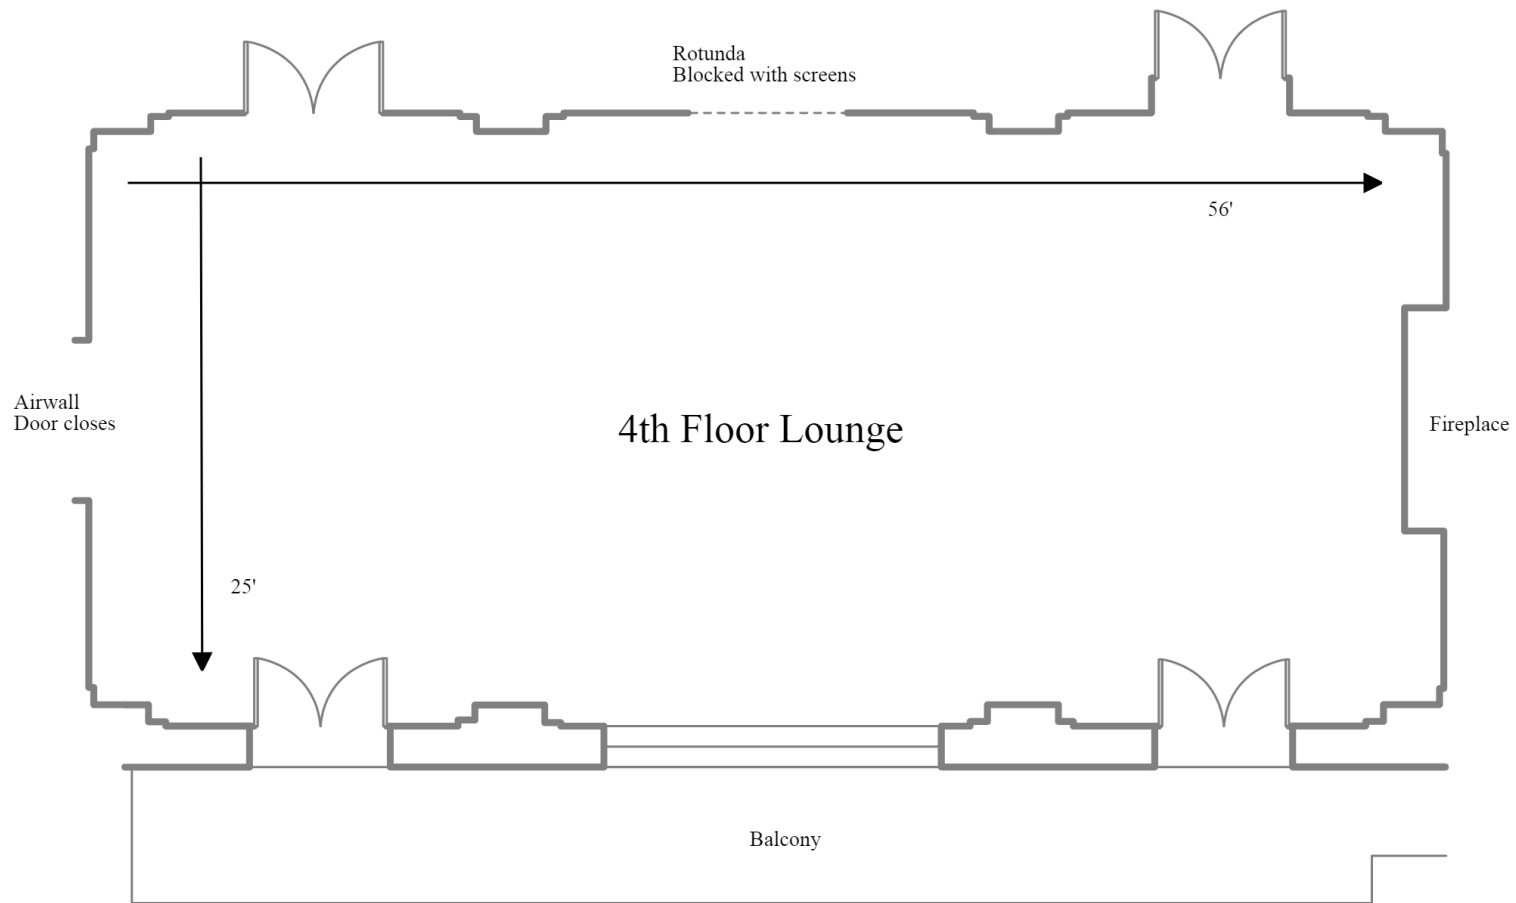 Rotunda
Blocked with screens
56'
Airwall
Door closes
4th Floor Lounge
Fireplace
25'
Balcony